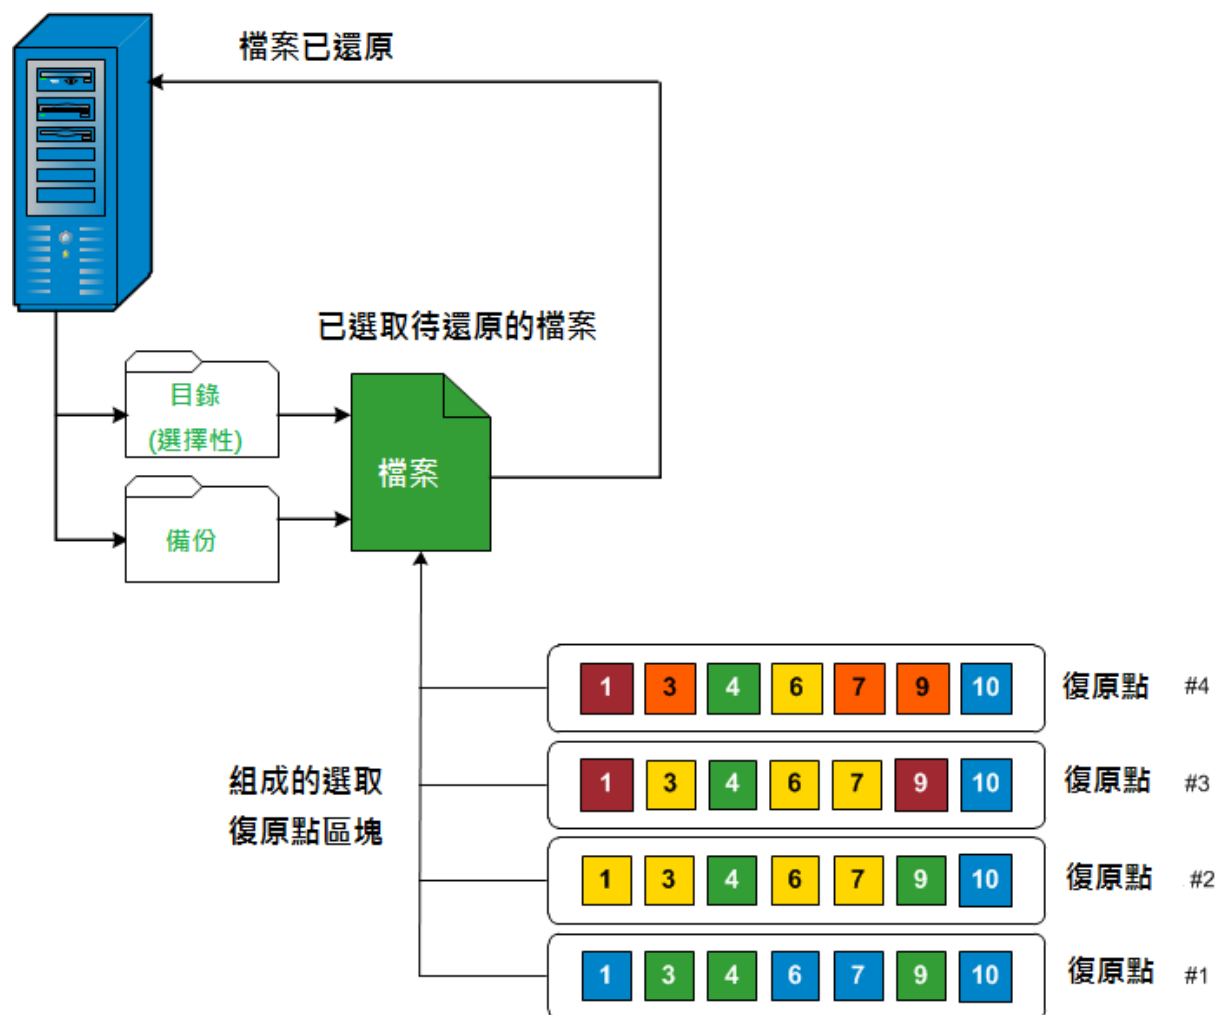 檔案已還原
已選取待還原的檔案
目錄
(選擇性)
檔案
備份
1 3 4 6 7 9 10 復原點 #4
組成的選取
復原點區塊
1 3 4 6 7 9 10 復原點 #3
1 3 4 6 7 9 10 復原點 #2
1 3 4 6 7 9 10 復原點 #1